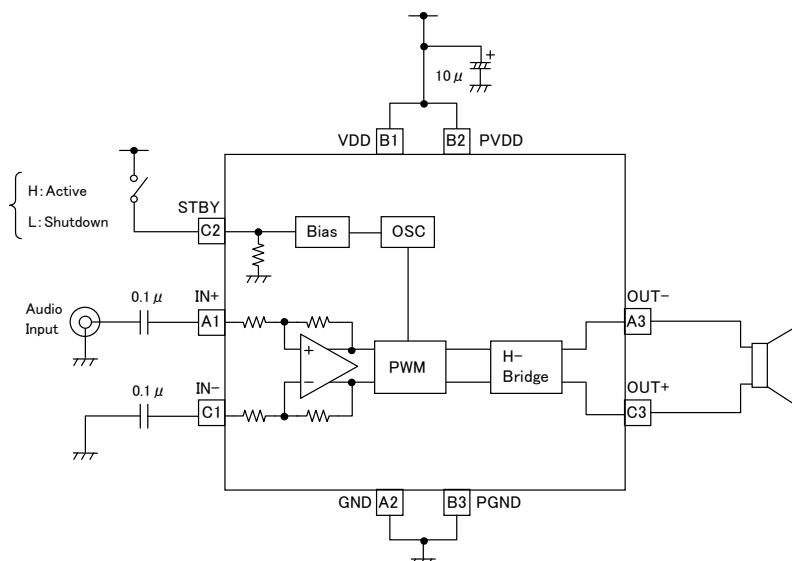 +
10μ
VDD B1 B2 PVDD
H:Active
L:Shutdown
STBY
C2
Bias
OSC
Audio
Input
0.1μ
IN+
A1
+
−
PWM
H-
Bridge
OUT-
A3
0.1μ
IN-
C1
OUT+
C3
GND A2 B3 PGND